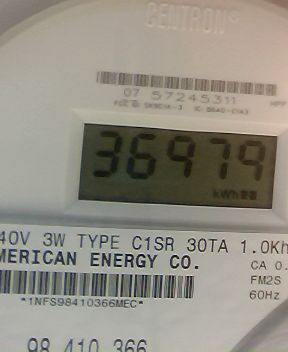 CENTRON®
07 57245311
36979
kWh
40V 3W TYPE C1SR 30TA 1.0Kh
MERICAN ENERGY CO.
CA 0.
FM2S
60Hz
*1NFS98410366MEC*
98 410 366